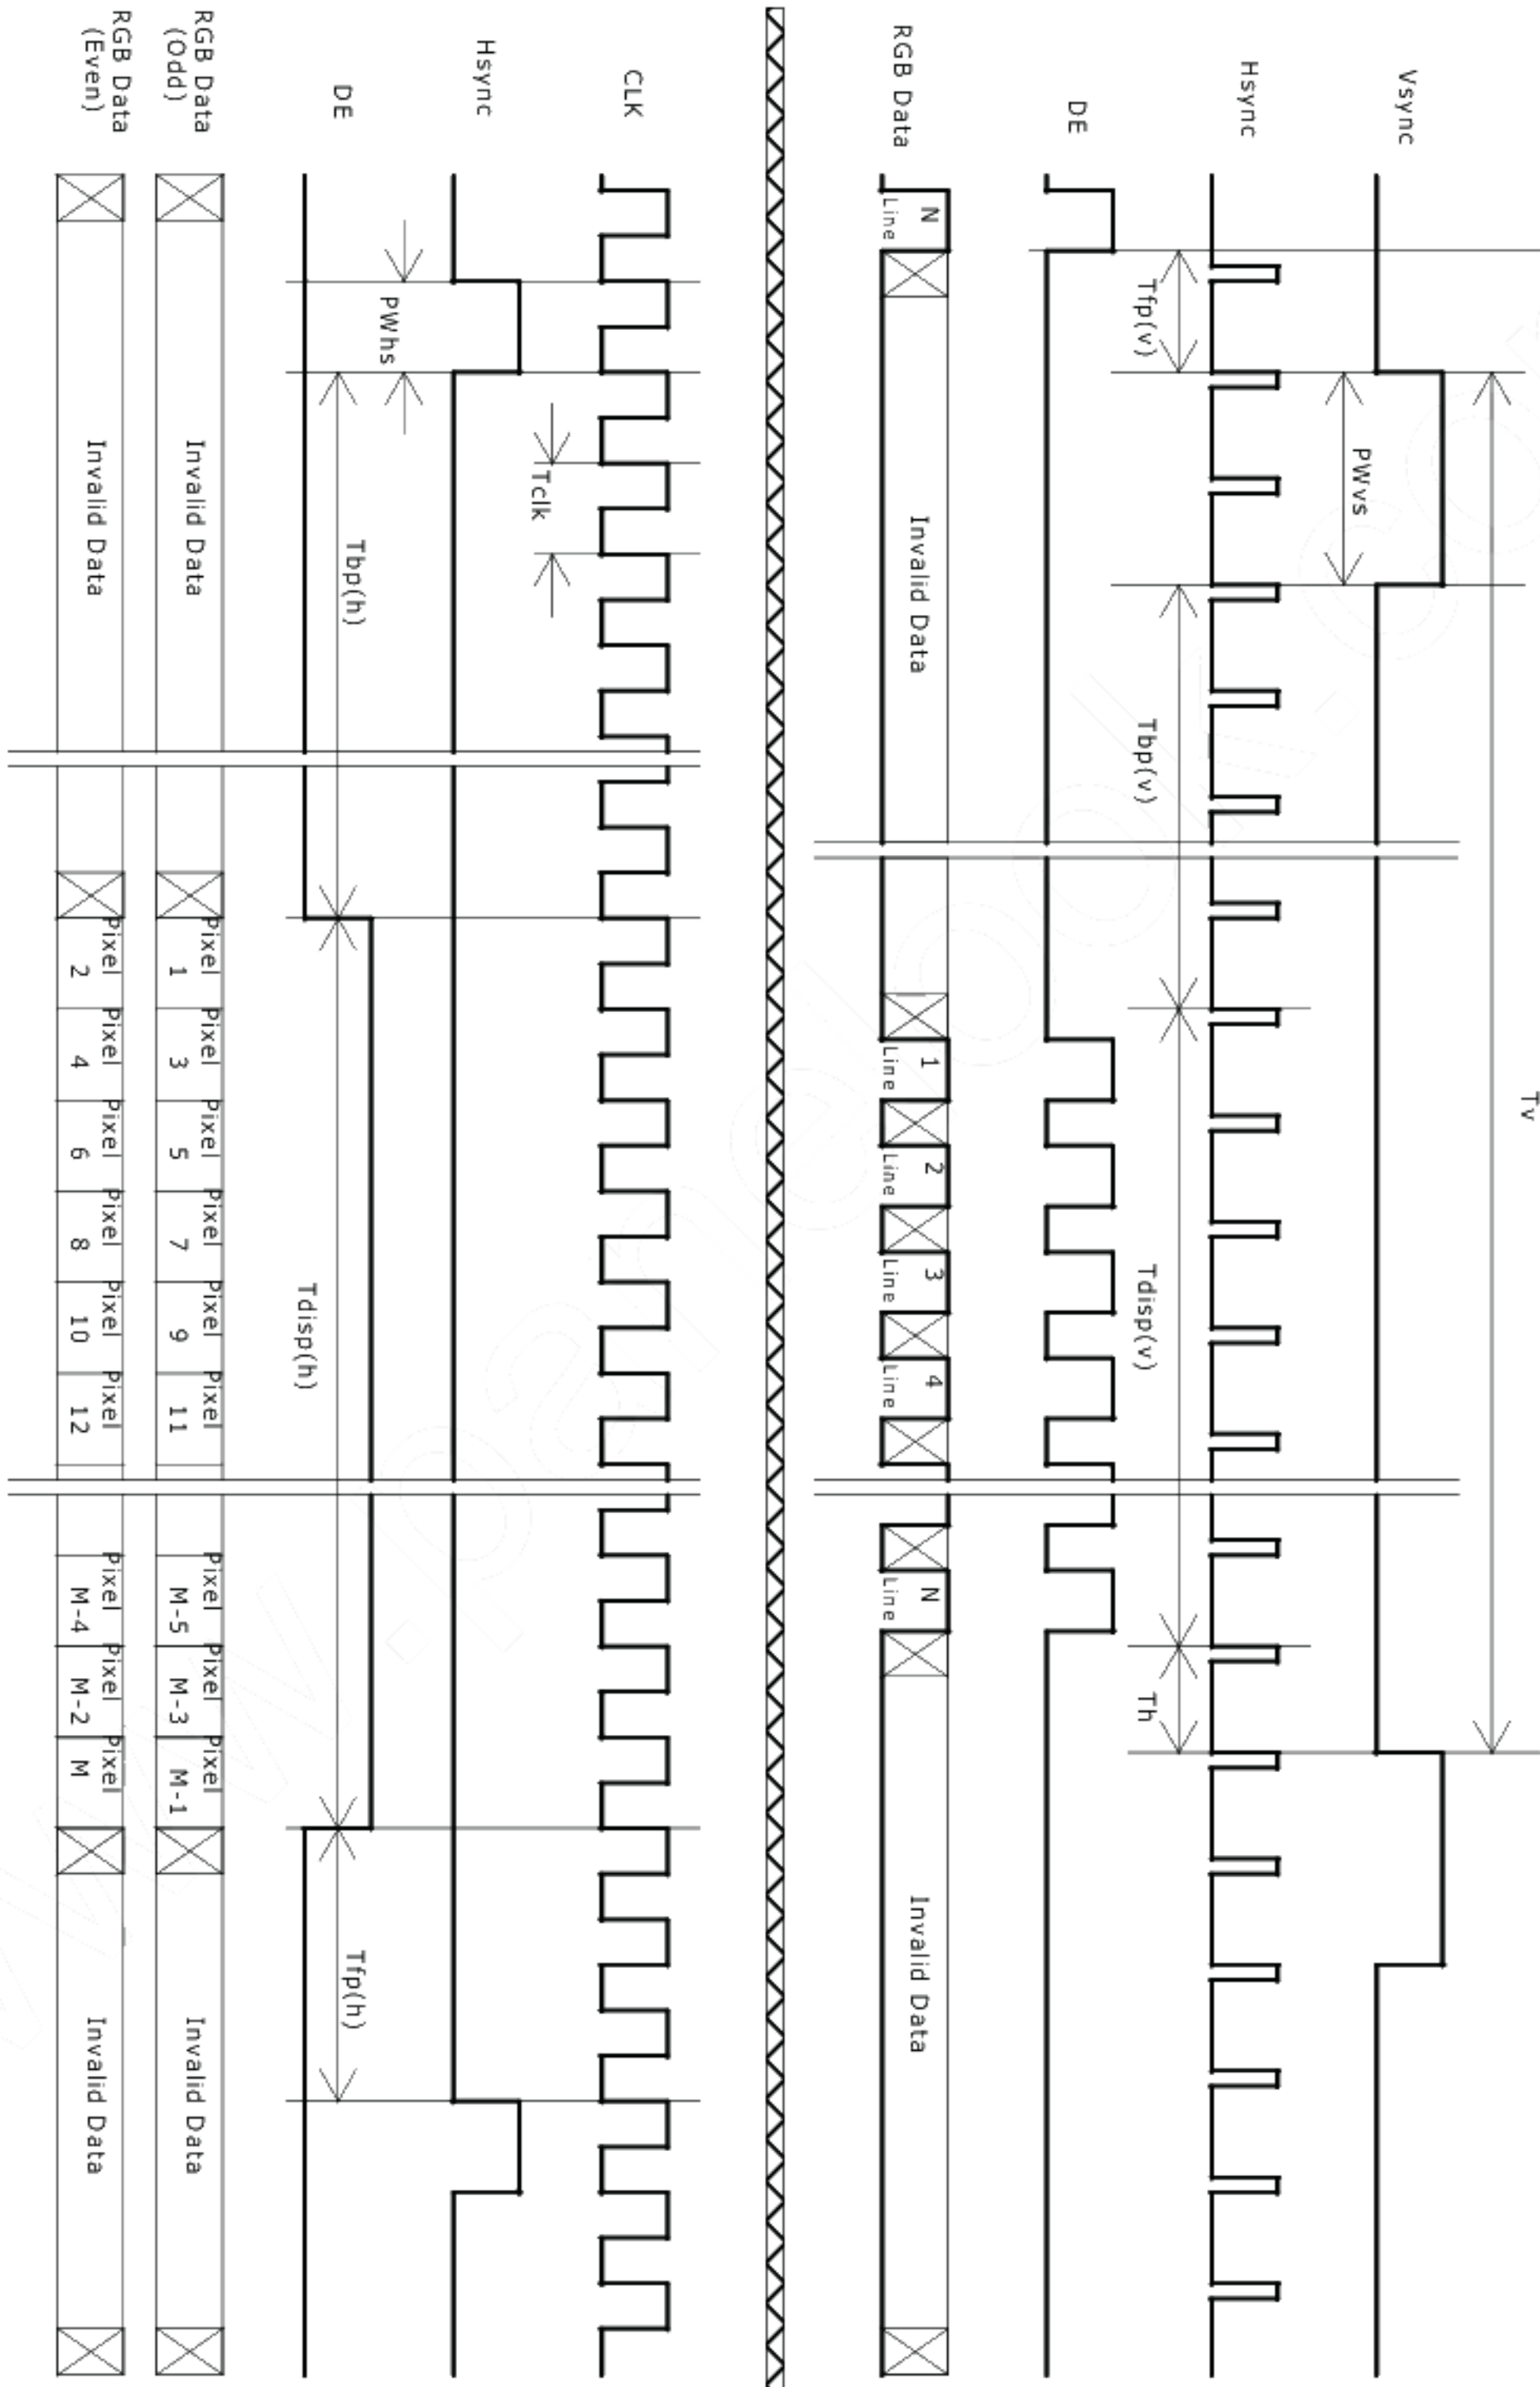 Vsync
Tv
PWvs
Hsync
Tfp(v)
Tbp(v)
Tdisp(v)
Th
DE
RGB Data
N
Line
Invalid Data
1
Line
2
Line
3
Line
4
Line
N
Line
Invalid Data
CLK
Tclk
Hsync
PWhs
Tbp(h)
Tfp(h)
DE
Tdisp(h)
RGB Data
(Odd)
Invalid Data
Pixel Pixel Pixel Pixel Pixel Pixel Pixel Pixel Pixel
1 3 5 7 9 11 M-5 M-3 M-1
Invalid Data
RGB Data
(Even)
Invalid Data
Pixel Pixel Pixel Pixel Pixel Pixel Pixel Pixel Pixel
2 4 6 8 10 12 M-4 M-2 M
Invalid Data